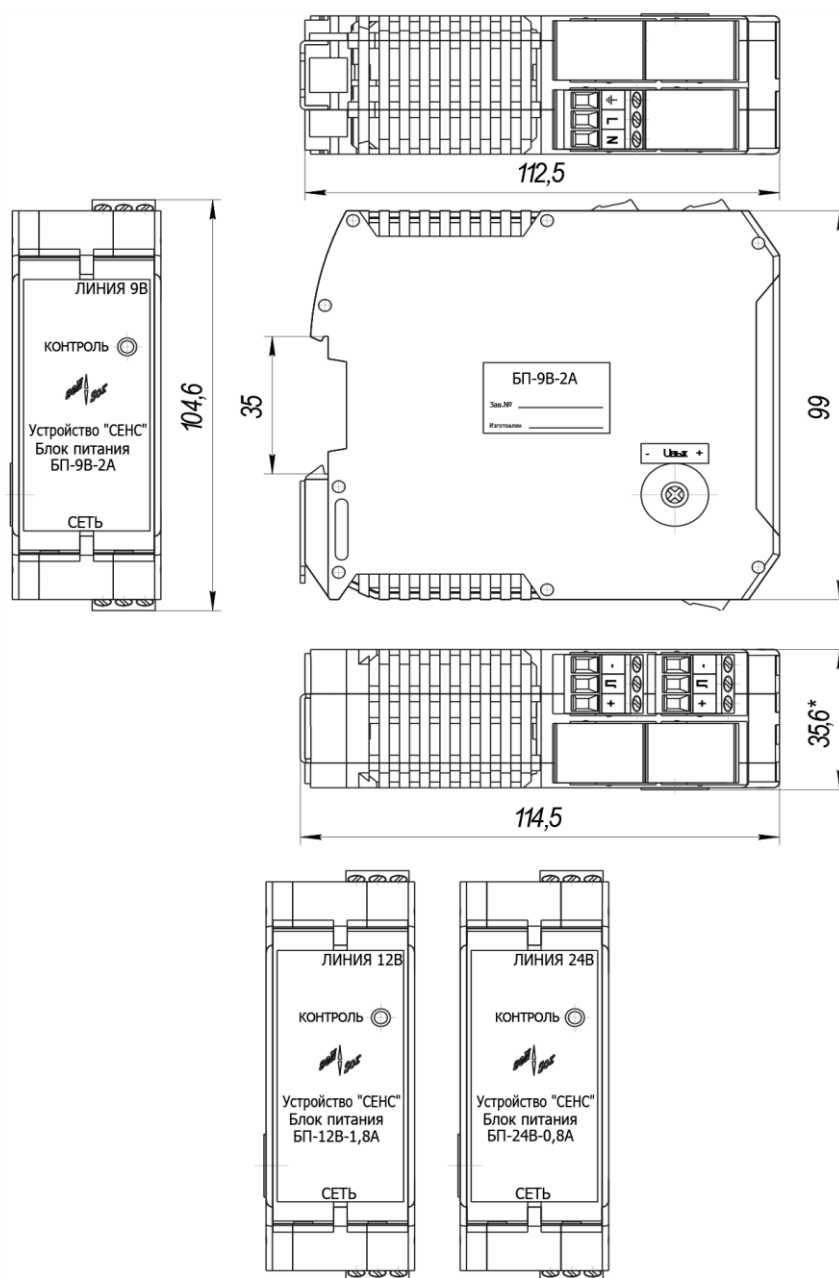 ⏚ L N
112,5
ЛИНИЯ 9В
КОНТРОЛЬ
Устройство "СЕНС"
Блок питания
БП-9В-2А
СЕТЬ
104,6
35
БП-9В-2А
Зав.№
Изготовлен
- Uвых +
99
- Л +
- Л +
35,6*
114,5
ЛИНИЯ 12В
КОНТРОЛЬ
Устройство "СЕНС"
Блок питания
БП-12В-1,8А
СЕТЬ
ЛИНИЯ 24В
КОНТРОЛЬ
Устройство "СЕНС"
Блок питания
БП-24В-0,8А
СЕТЬ